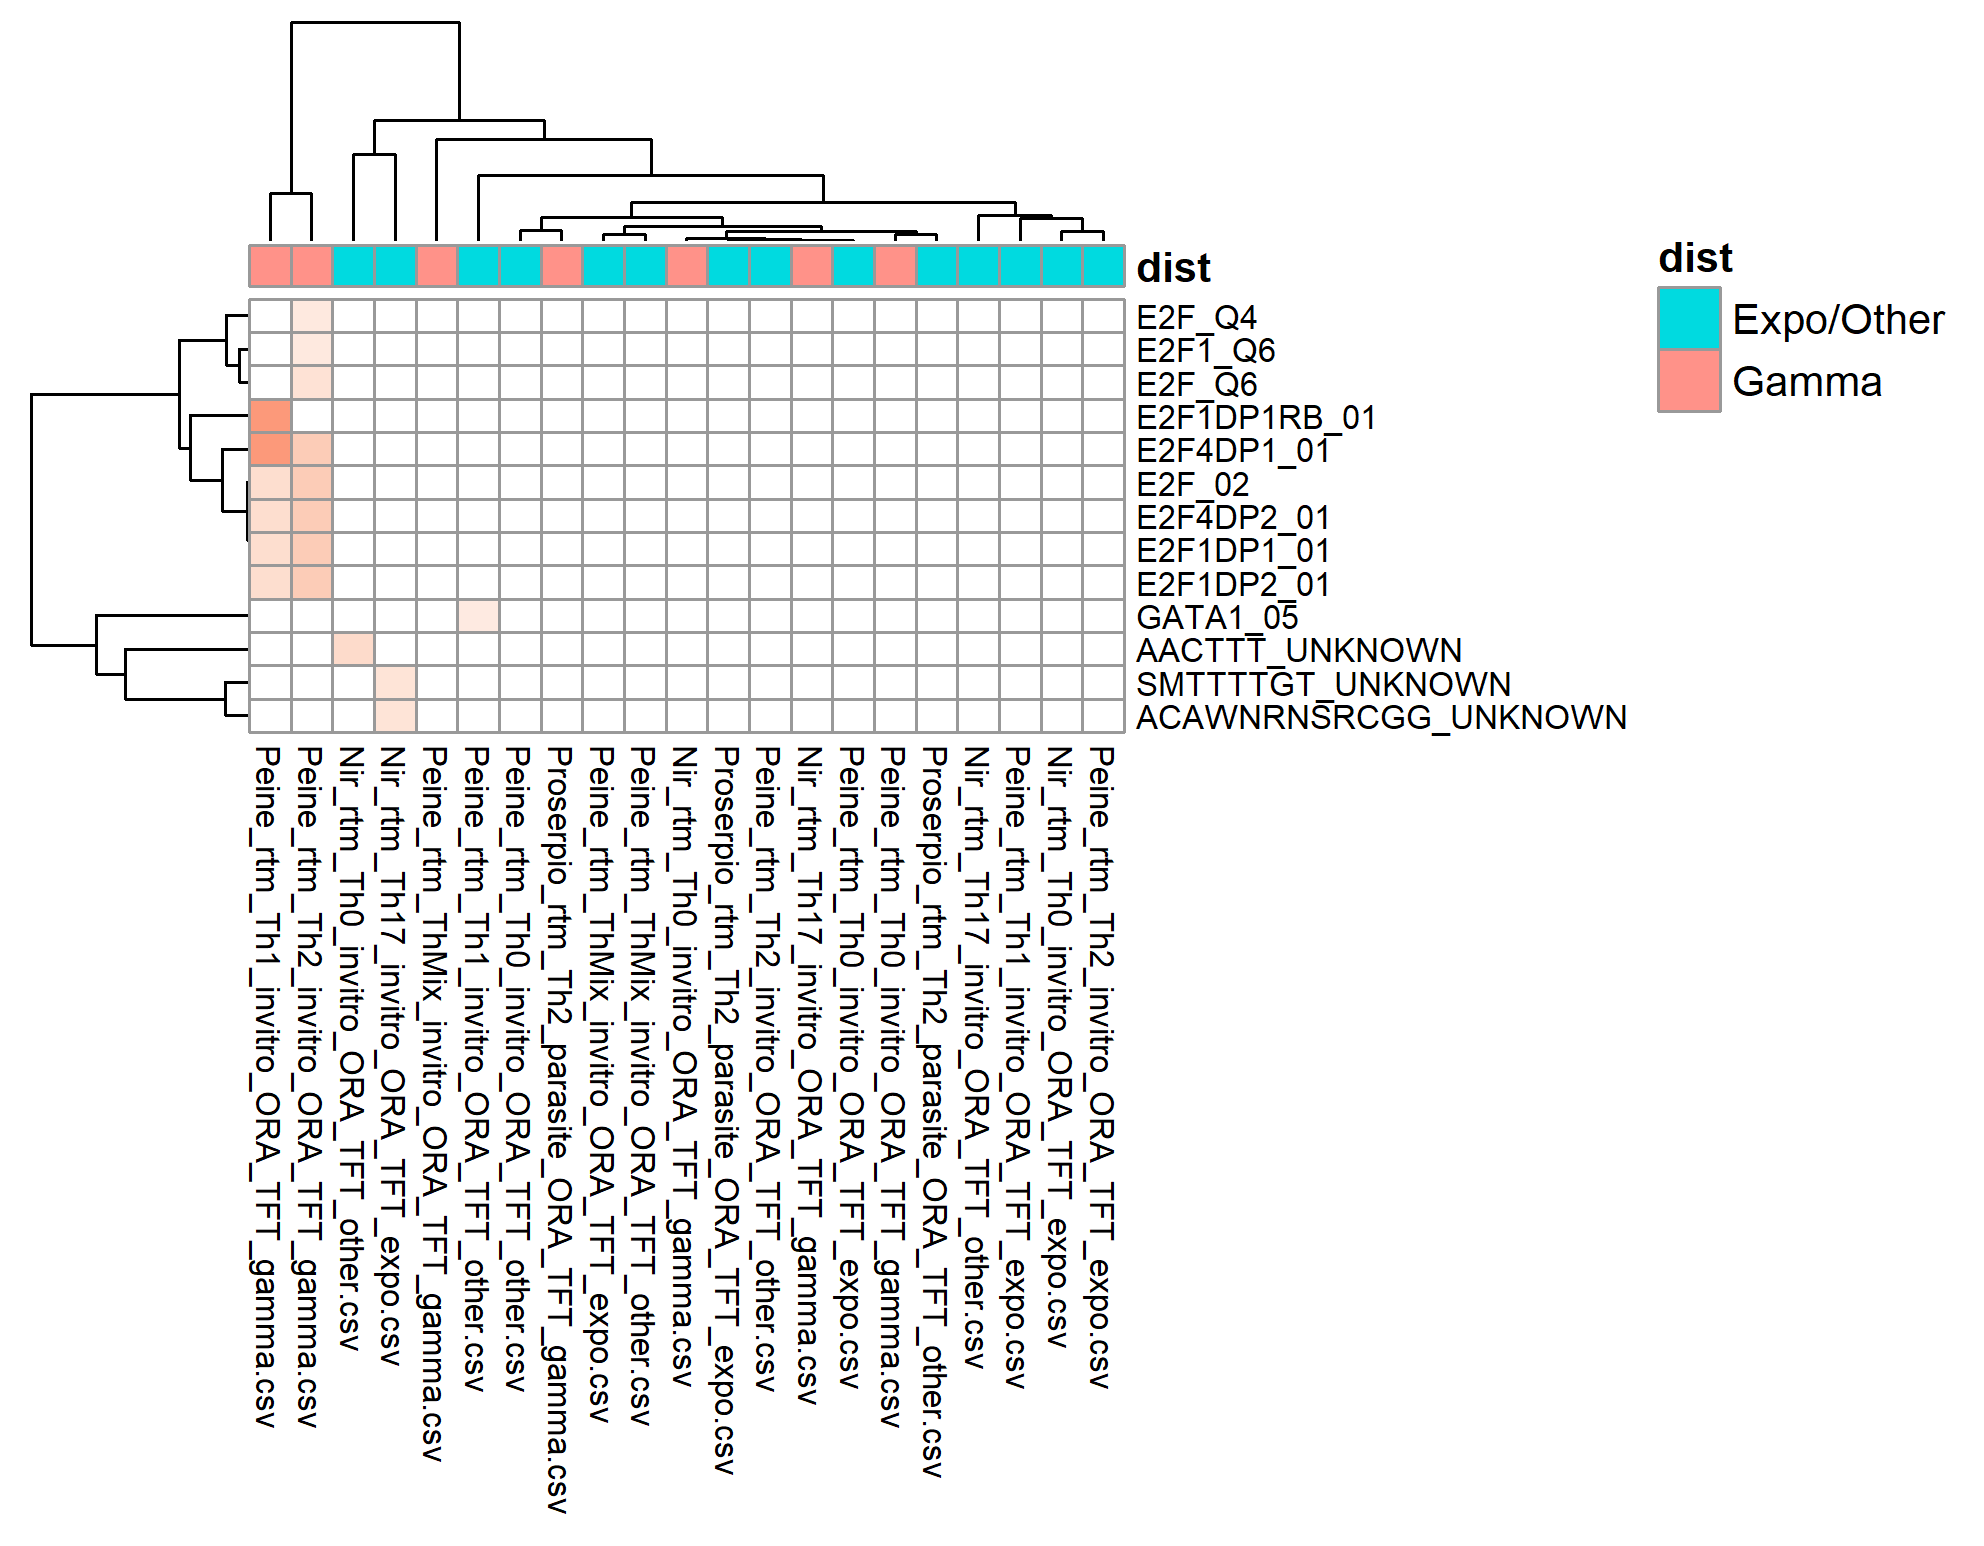 dist
dist
Expo/Other
Gamma
E2F_Q4
E2F1_Q6
E2F_Q6
E2F1DP1RB_01
E2F4DP1_01
E2F_02
E2F4DP2_01
E2F1DP1_01
E2F1DP2_01
GATA1_05
AACTTT_UNKNOWN
SMTTTTGT_UNKNOWN
ACAWNRNSRCGG_UNKNOWN
Peine_rtm_Th1_invitro_ORA_TFT_gamma.csv
Peine_rtm_Th2_invitro_ORA_TFT_gamma.csv
Nir_rtm_Th0_invitro_ORA_TFT_other.csv
Nir_rtm_Th17_invitro_ORA_TFT_expo.csv
Peine_rtm_ThMix_invitro_ORA_TFT_gamma.csv
Peine_rtm_Th1_invitro_ORA_TFT_other.csv
Peine_rtm_Th0_invitro_ORA_TFT_other.csv
Proserpio_rtm_Th2_parasite_ORA_TFT_gamma.csv
Peine_rtm_ThMix_invitro_ORA_TFT_expo.csv
Peine_rtm_ThMix_invitro_ORA_TFT_other.csv
Nir_rtm_Th0_invitro_ORA_TFT_gamma.csv
Proserpio_rtm_Th2_parasite_ORA_TFT_expo.csv
Peine_rtm_Th2_invitro_ORA_TFT_other.csv
Nir_rtm_Th17_invitro_ORA_TFT_gamma.csv
Peine_rtm_Th0_invitro_ORA_TFT_expo.csv
Peine_rtm_Th0_invitro_ORA_TFT_gamma.csv
Proserpio_rtm_Th2_parasite_ORA_TFT_other.csv
Nir_rtm_Th17_invitro_ORA_TFT_other.csv
Peine_rtm_Th1_invitro_ORA_TFT_expo.csv
Nir_rtm_Th0_invitro_ORA_TFT_expo.csv
Peine_rtm_Th2_invitro_ORA_TFT_expo.csv